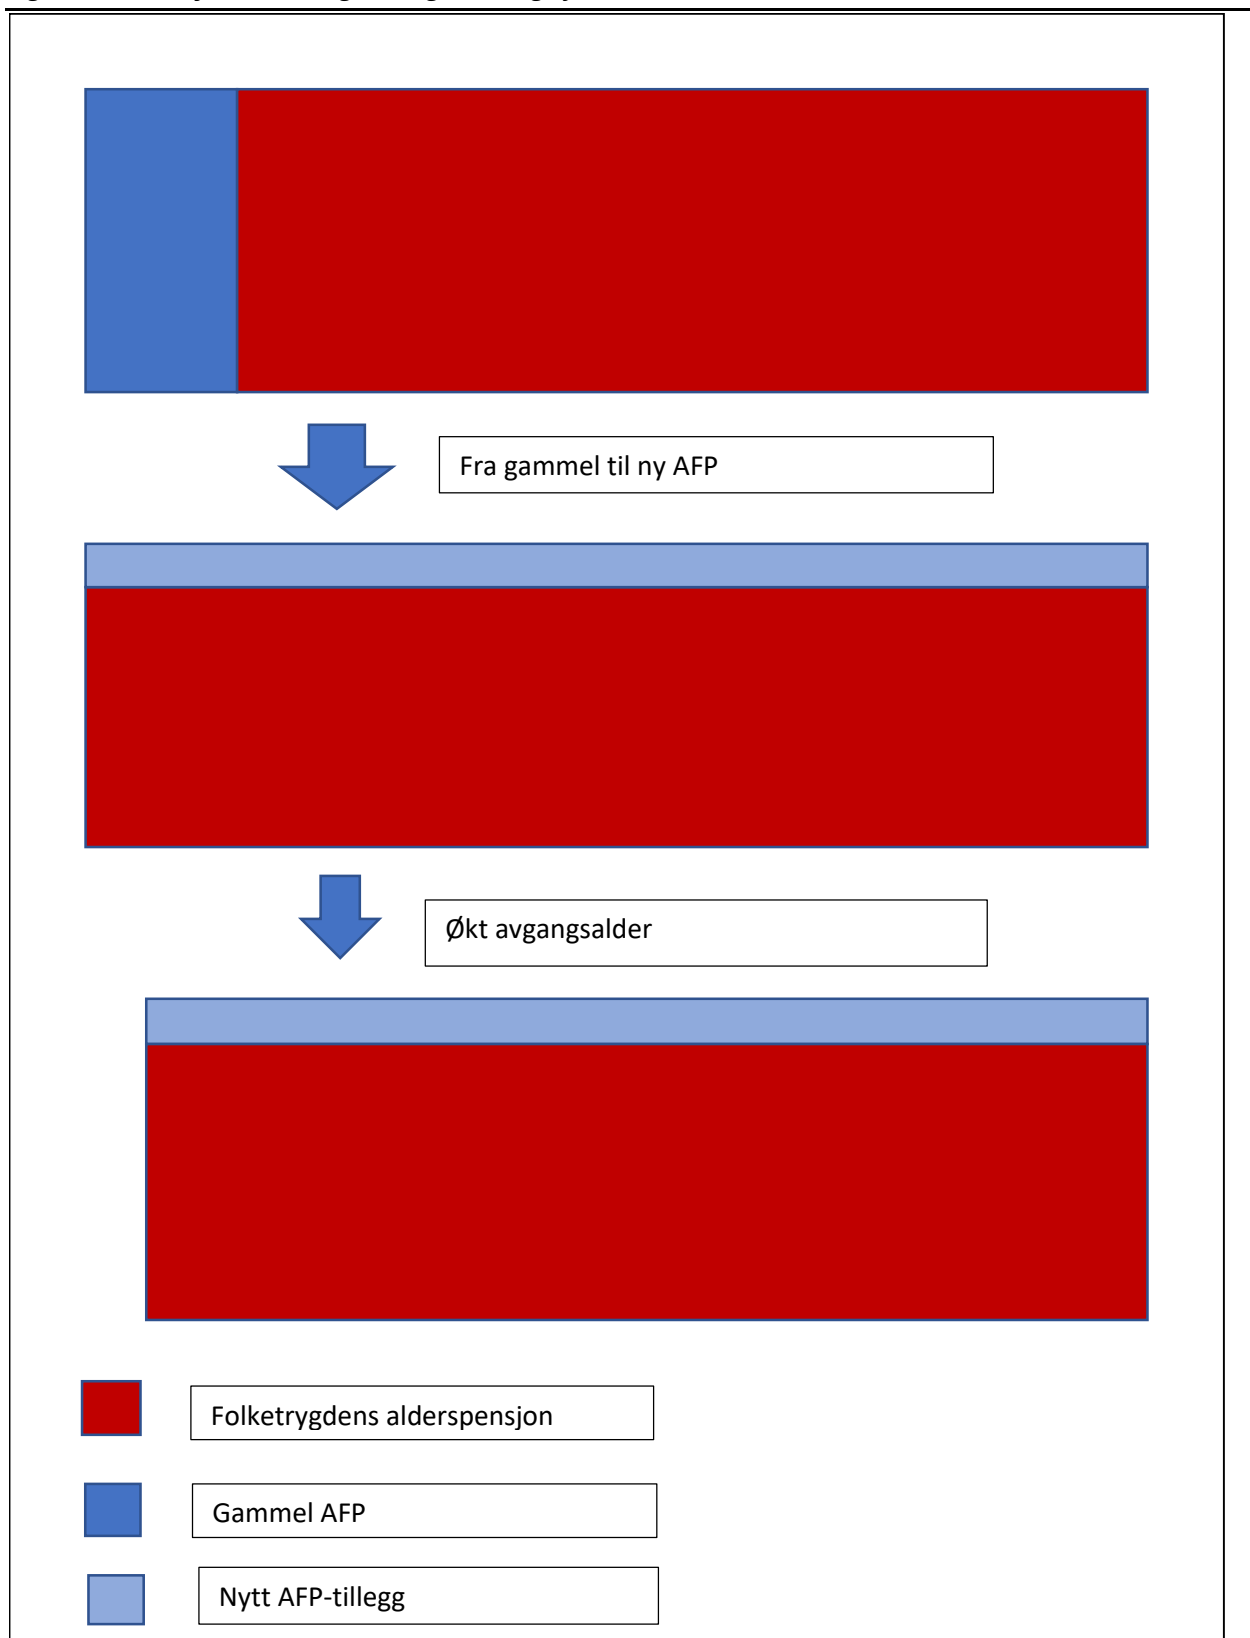 Fra gammel til ny AFP
Økt avgangsalder
Folketrygdens alderspensjon
Gammel AFP
Nytt AFP-tillegg